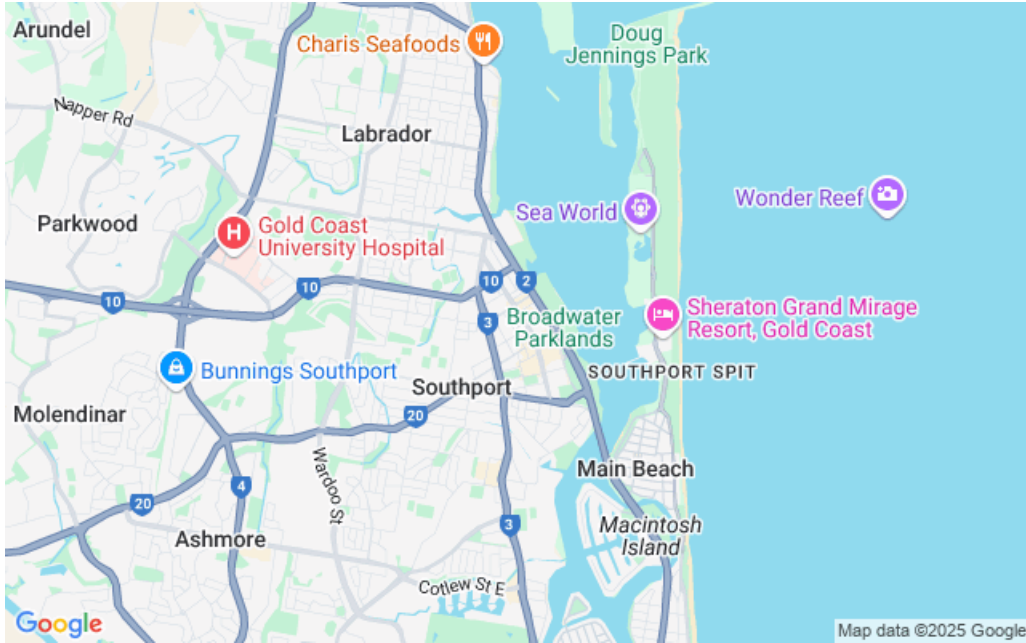 Arundel
Charis Seafoods
Doug
Jennings Park
Napper Rd
Labrador
Parkwood
Gold Coast
University Hospital
Sea World
Wonder Reef
10
10
10
2
3
Broadwater
Parklands
Sheraton Grand Mirage
Resort, Gold Coast
Bunnings Southport
Southport
SOUTHPORT SPIT
Molendinar
20
Wardoo St
Main Beach
4
20
3
Macintosh
Island
Ashmore
Cotlew St E
Google
Map data ©2025 Google